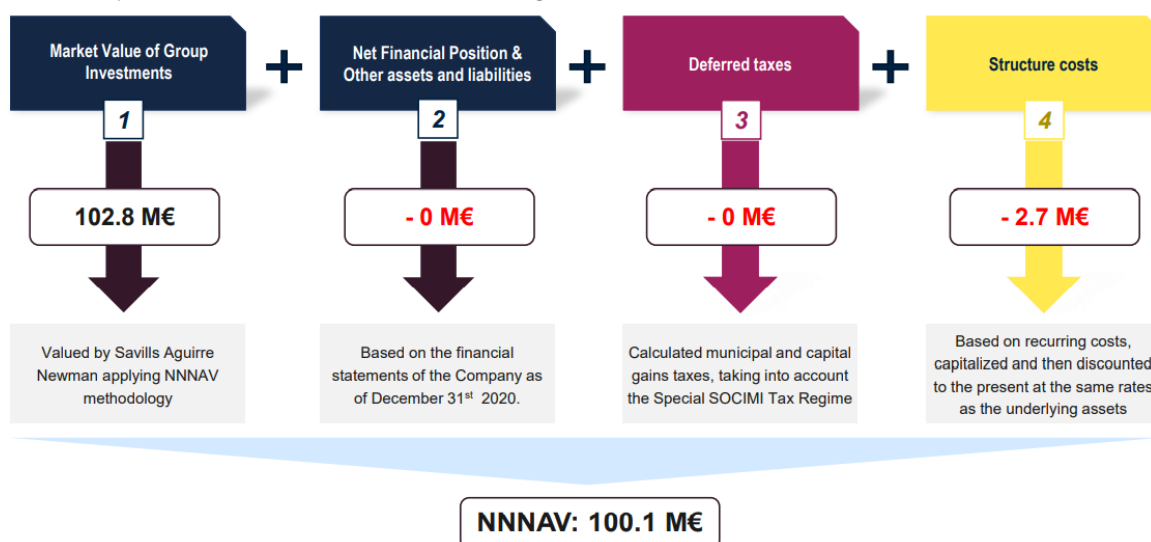 Market Value of Group
Investments
+
Net Financial Position &
Other assets and liabilities
+
Deferred taxes
+
Structure costs
1
2
3
4
102.8 M€
- 0 M€
- 0 M€
- 2.7 M€
Valued by Savills Aguirre
Newman applying NNNAV
methodology
Based on the financial
statements of the Company as
of December 31st 2020.
Calculated municipal and capital
gains taxes, taking into account
the Special SOCIMI Tax Regime
Based on recurring costs,
capitalized and then discounted
to the present at the same rates
as the underlying assets
NNNAV: 100.1 M€